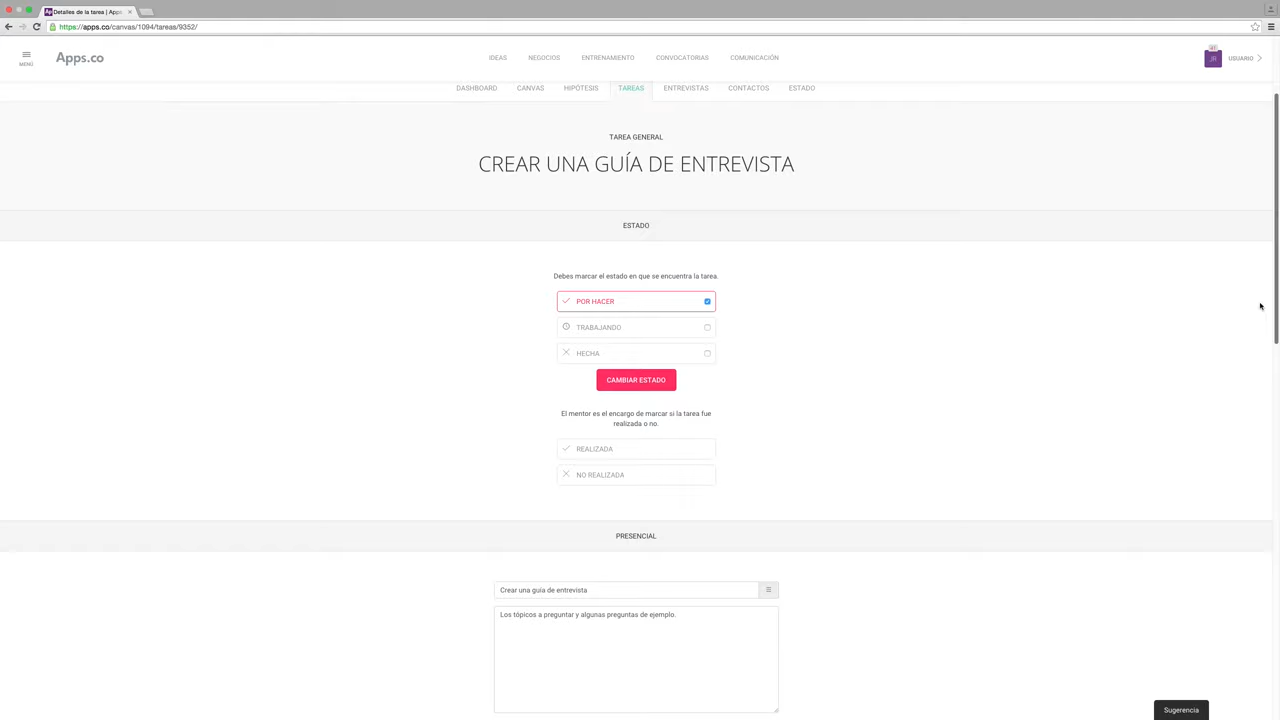 Detalles de la tarea | Apps
https://apps.co/canvas/1094/tareas/9352/
MENÚ
Apps.co
IDEAS NEGOCIOS ENTRENAMIENTO CONVOCATORIAS COMUNICACIÓN
JR USUARIO
DASHBOARD CANVAS HIPÓTESIS TAREAS ENTREVISTAS CONTACTOS ESTADO
TAREA GENERAL
CREAR UNA GUÍA DE ENTREVISTA
ESTADO
Debes marcar el estado en que se encuentra la tarea.
POR HACER
TRABAJANDO
HECHA
CAMBIAR ESTADO
El mentor es el encargo de marcar si la tarea fue
realizada o no.
REALIZADA
NO REALIZADA
PRESENCIAL
Crear una guía de entrevista
Los tópicos a preguntar y algunas preguntas de ejemplo.
Sugerencia